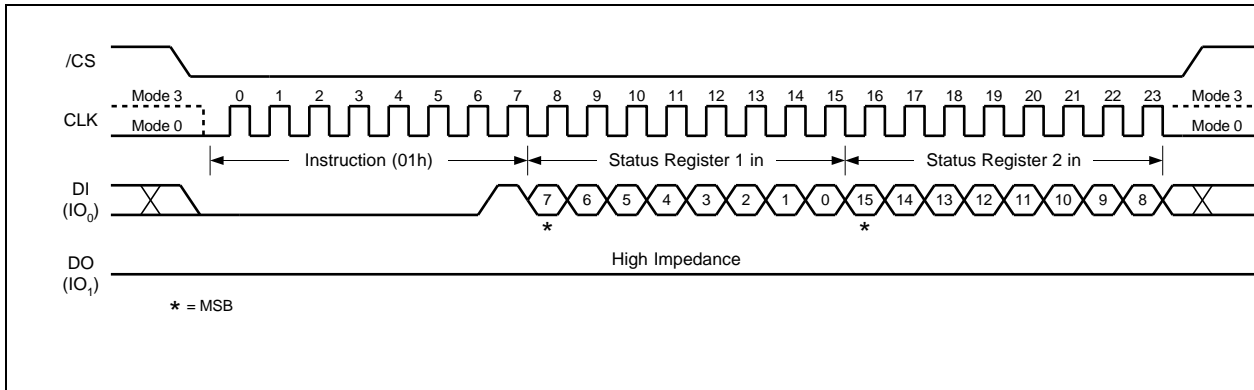 /CS
Mode 3 0 1 2 3 4 5 6 7 8 9 10 11 12 13 14 15 16 17 18 19 20 21 22 23 Mode 3
CLK
Mode 0 Mode 0
Instruction (01h) Status Register 1 in Status Register 2 in
DI
(IO0) 7 6 5 4 3 2 1 0 15 14 13 12 11 10 9 8
* *
DO High Impedance
(IO1)
* = MSB